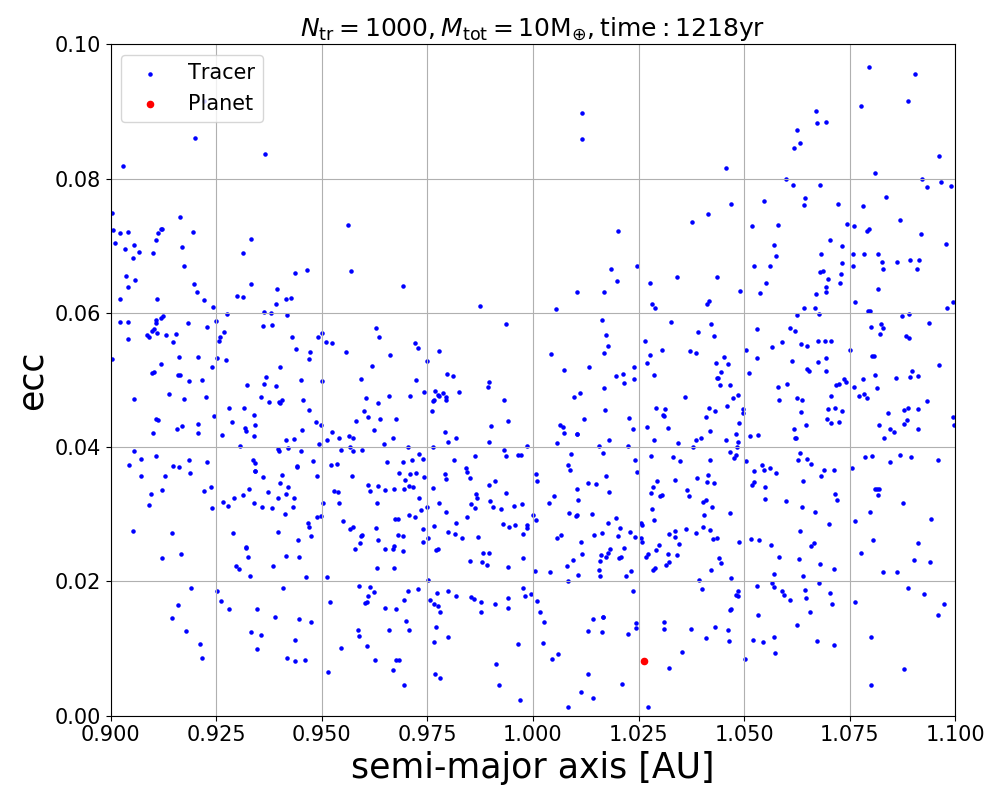 N_tr = 1000, M_tot = 10M_⊕, time : 1218yr
Tracer
Planet
0.10
0.08
0.06
0.04
0.02
0.00
ecc
0.900 0.925 0.950 0.975 1.000 1.025 1.050 1.075 1.100
semi-major axis [AU]